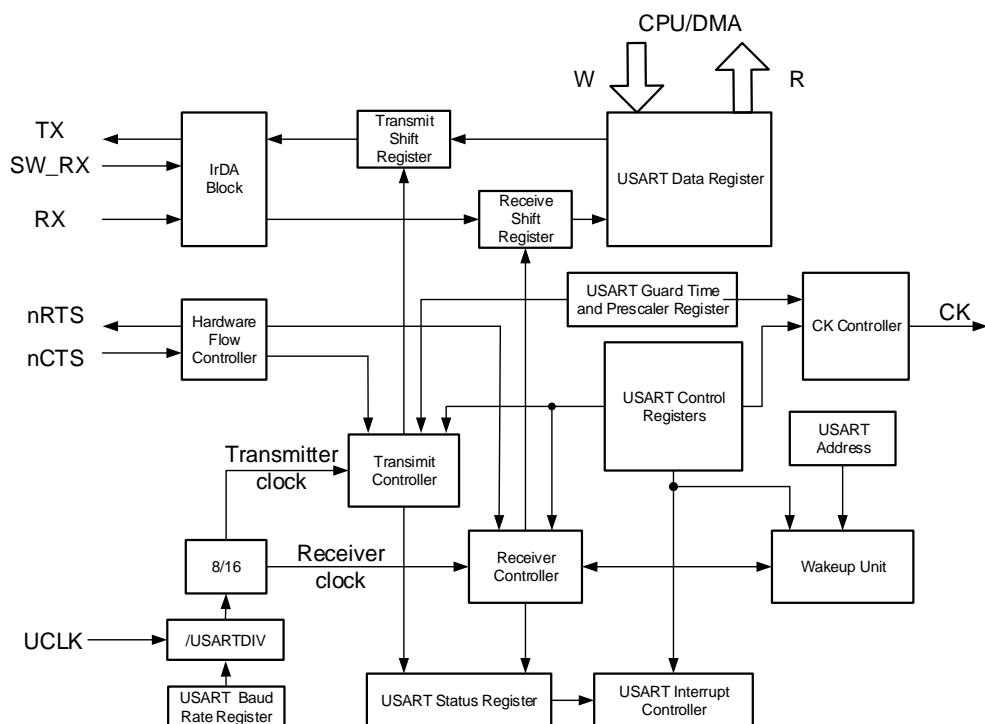 CPU/DMA
W
R
TX
SW_RX
RX
IrDA
Block
Transmit
Shift
Register
Receive
Shift
Register
USART Data Register
nRTS
nCTS
Hardware
Flow
Controller
USART Guard Time
and Prescaler Register
CK Controller
CK
USART Control
Registers
USART
Address
Transmitter
clock
Transimit
Controller
8/16
Receiver
clock
Receiver
Controller
Wakeup Unit
UCLK
/USARTDIV
USART Baud
Rate Register
USART Status Register
USART Interrupt
Controller